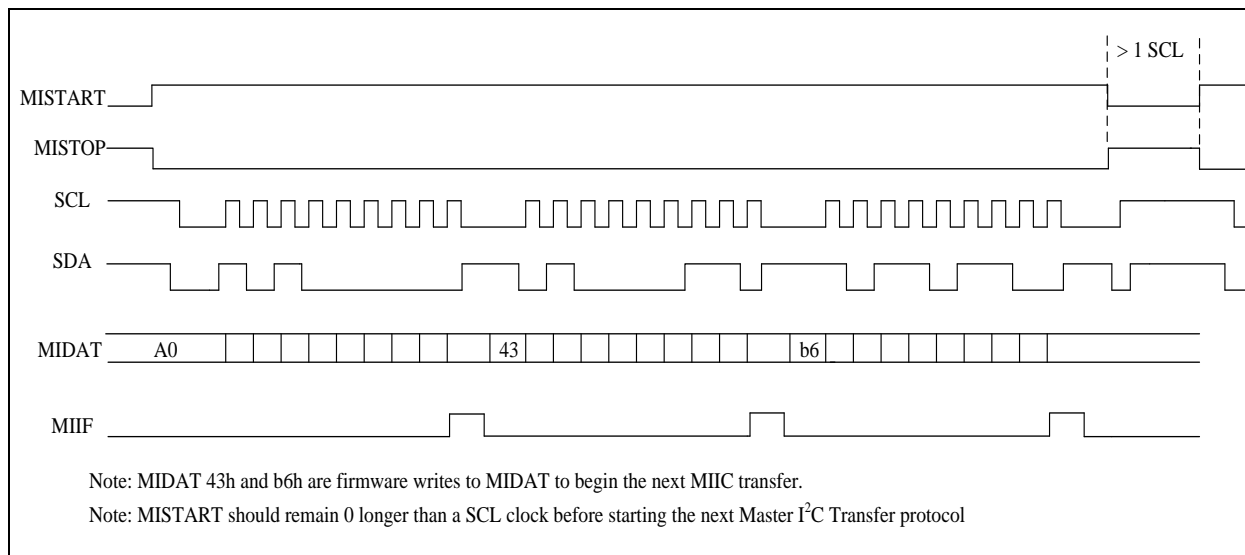 > 1 SCL
MISTART
MISTOP
SCL
SDA
MIDAT A0 43 b6
MIIF
Note: MIDAT 43h and b6h are firmware writes to MIDAT to begin the next MIIC transfer.
Note: MISTART should remain 0 longer than a SCL clock before starting the next Master I²C Transfer protocol